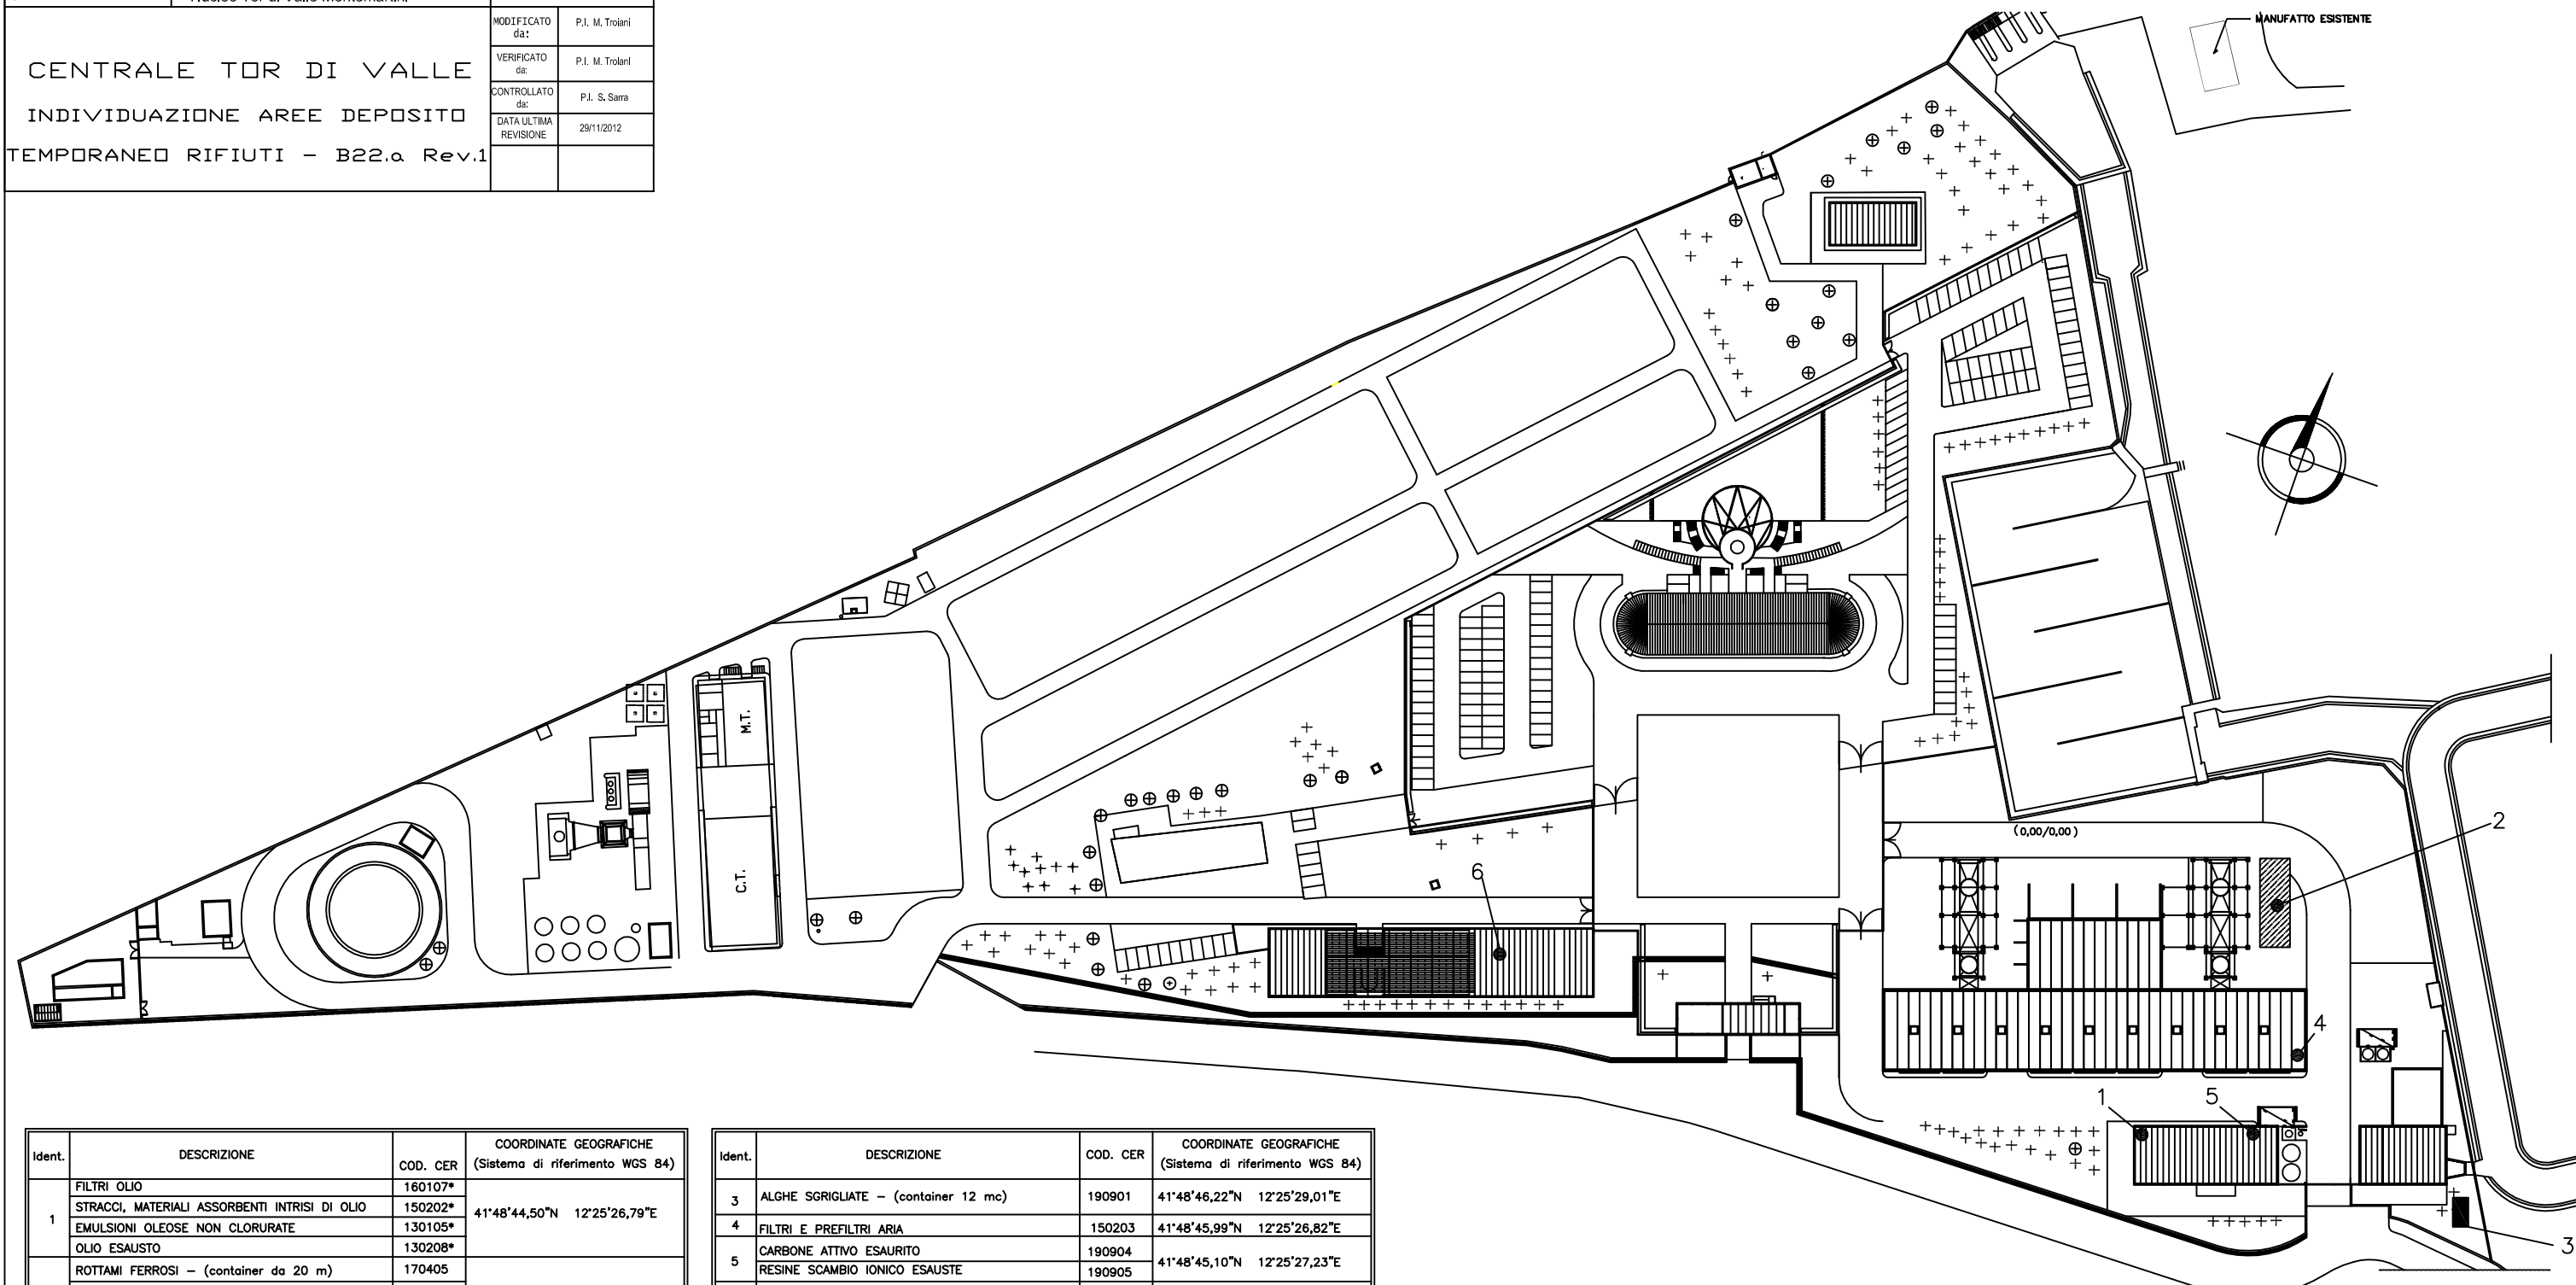 MODIFICATO da: P.I. M. Troiani
CENTRALE TOR DI VALLE
VERIFICATO da: P.I. M. Troiani
INDIVIDUAZIONE AREE DEPOSITO
CONTROLLATO da: P.I. S. Sarra
TEMPORANEO RIFIUTI - B22.a Rev.1
DATA ULTIMA REVISIONE 29/11/2012
MANUFATTO ESISTENTE
M.T.
C.T.
(0,00/0,00)
2
6
4
1
5
3
Ident. DESCRIZIONE COD. CER COORDINATE GEOGRAFICHE
(Sistema di riferimento WGS 84)
1 FILTRI OLIO 160107* 41°48'44,50"N 12°25'26,79"E
STRACCI, MATERIALI ASSORBENTI INTRISI DI OLIO 150202*
EMULSIONI OLEOSE NON CLORURATE 130105*
OLIO ESAUSTO 130208*
ROTTAMI FERROSI - (container da 20 m) 170405
Ident. DESCRIZIONE COD. CER COORDINATE GEOGRAFICHE
(Sistema di riferimento WGS 84)
3 ALGHE SGRIGLIATE - (container 12 mc) 190901 41°48'46,22"N 12°25'29,01"E
4 FILTRI E PREFILTRI ARIA 150203 41°48'45,99"N 12°25'26,82"E
5 CARBONE ATTIVO ESAURITO 190904 41°48'45,10"N 12°25'27,23"E
RESINE SCAMBIO IONICO ESAUSTE 190905